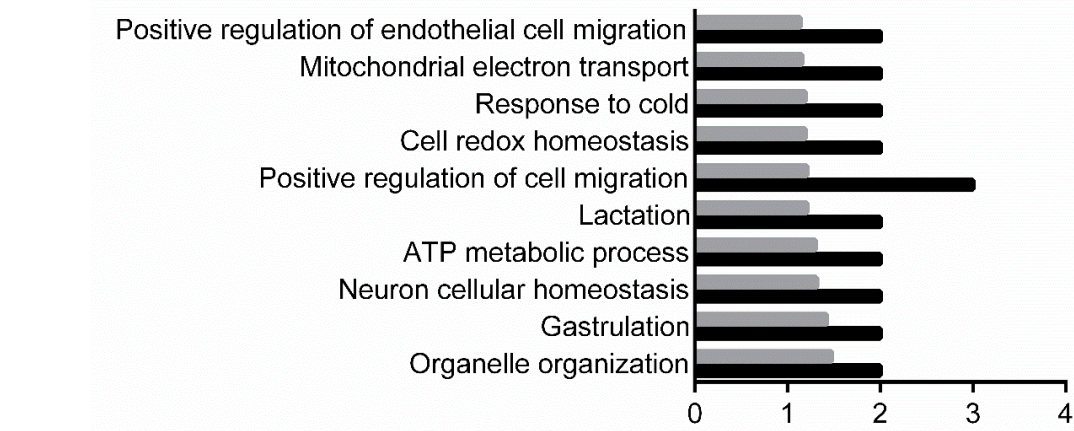 Positive regulation of endothelial cell migration
Mitochondrial electron transport
Response to cold
Cell redox homeostasis
Positive regulation of cell migration
Lactation
ATP metabolic process
Neuron cellular homeostasis
Gastrulation
Organelle organization
0 1 2 3 4